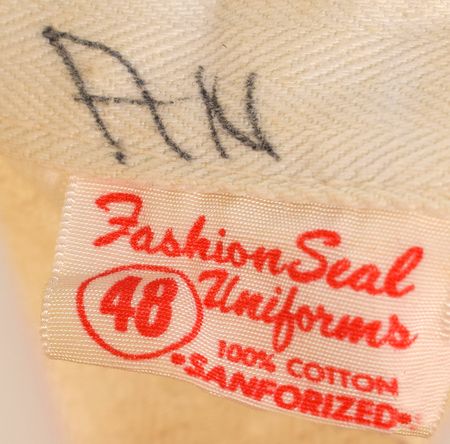 AN
Fashion Seal
48 Uniforms
100% COTTON
•SANFORIZED•